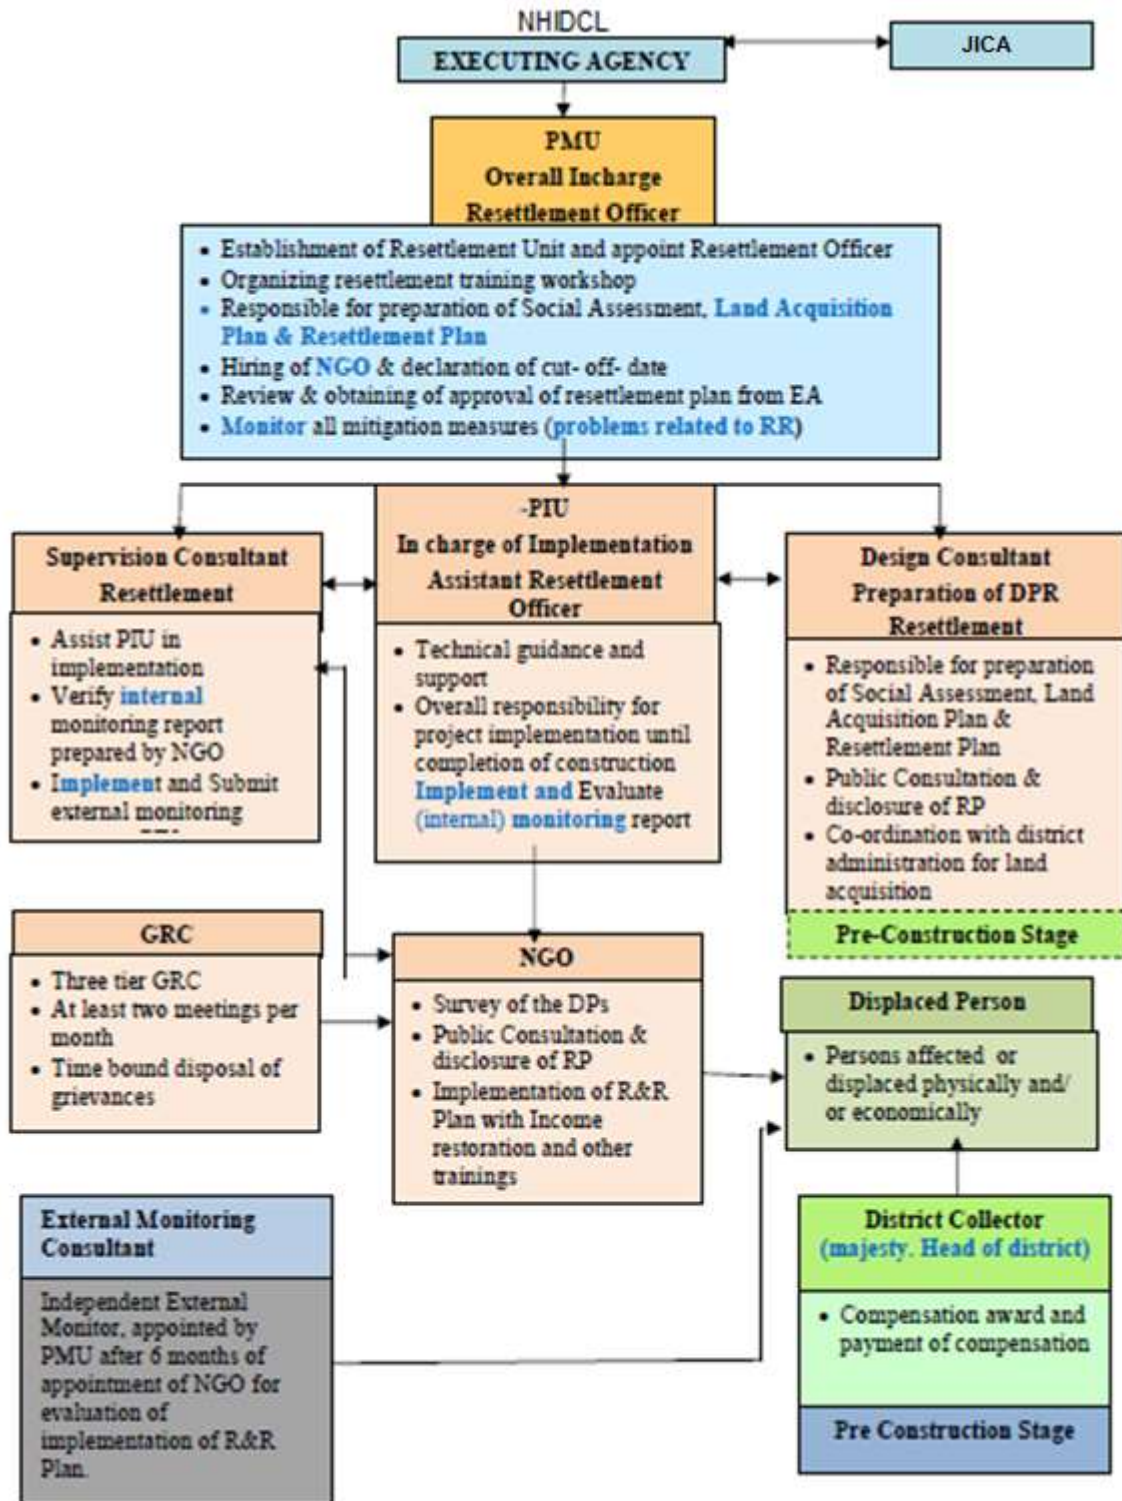 NHIDCL
EXECUTING AGENCY
JICA
PMU
Overall Incharge
Resettlement Officer
• Establishment of Resettlement Unit and appoint Resettlement Officer
• Organizing resettlement training workshop
• Responsible for preparation of Social Assessment, Land Acquisition
Plan & Resettlement Plan
• Hiring of NGO & declaration of cut- off- date
• Review & obtaining of approval of resettlement plan from EA
• Monitor all mitigation measures (problems related to RR)
Supervision Consultant
Resettlement
• Assist PIU in
implementation
• Verify internal
monitoring report
prepared by NGO
• Implement and Submit
external monitoring
-PIU
In charge of Implementation
Assistant Resettlement
Officer
• Technical guidance and
support
• Overall responsibility for
project implementation until
completion of construction
Implement and Evaluate
(internal) monitoring report
Design Consultant
Preparation of DPR
Resettlement
• Responsible for preparation
of Social Assessment, Land
Acquisition Plan &
Resettlement Plan
• Public Consultation &
disclosure of RP
• Co-ordination with district
administration for land
acquisition
Pre-Construction Stage
GRC
• Three tier GRC
• At least two meetings per
month
• Time bound disposal of
grievances
NGO
• Survey of the DPs
• Public Consultation &
disclosure of RP
• Implementation of R&R
Plan with Income
restoration and other
trainings
Displaced Person
• Persons affected or
displaced physically and/
or economically
External Monitoring
Consultant
Independent External
Monitor, appointed by
PMU after 6 months of
appointment of NGO for
evaluation of
implementation of R&R
Plan.
District Collector
(majesty. Head of district)
• Compensation award and
payment of compensation
Pre Construction Stage